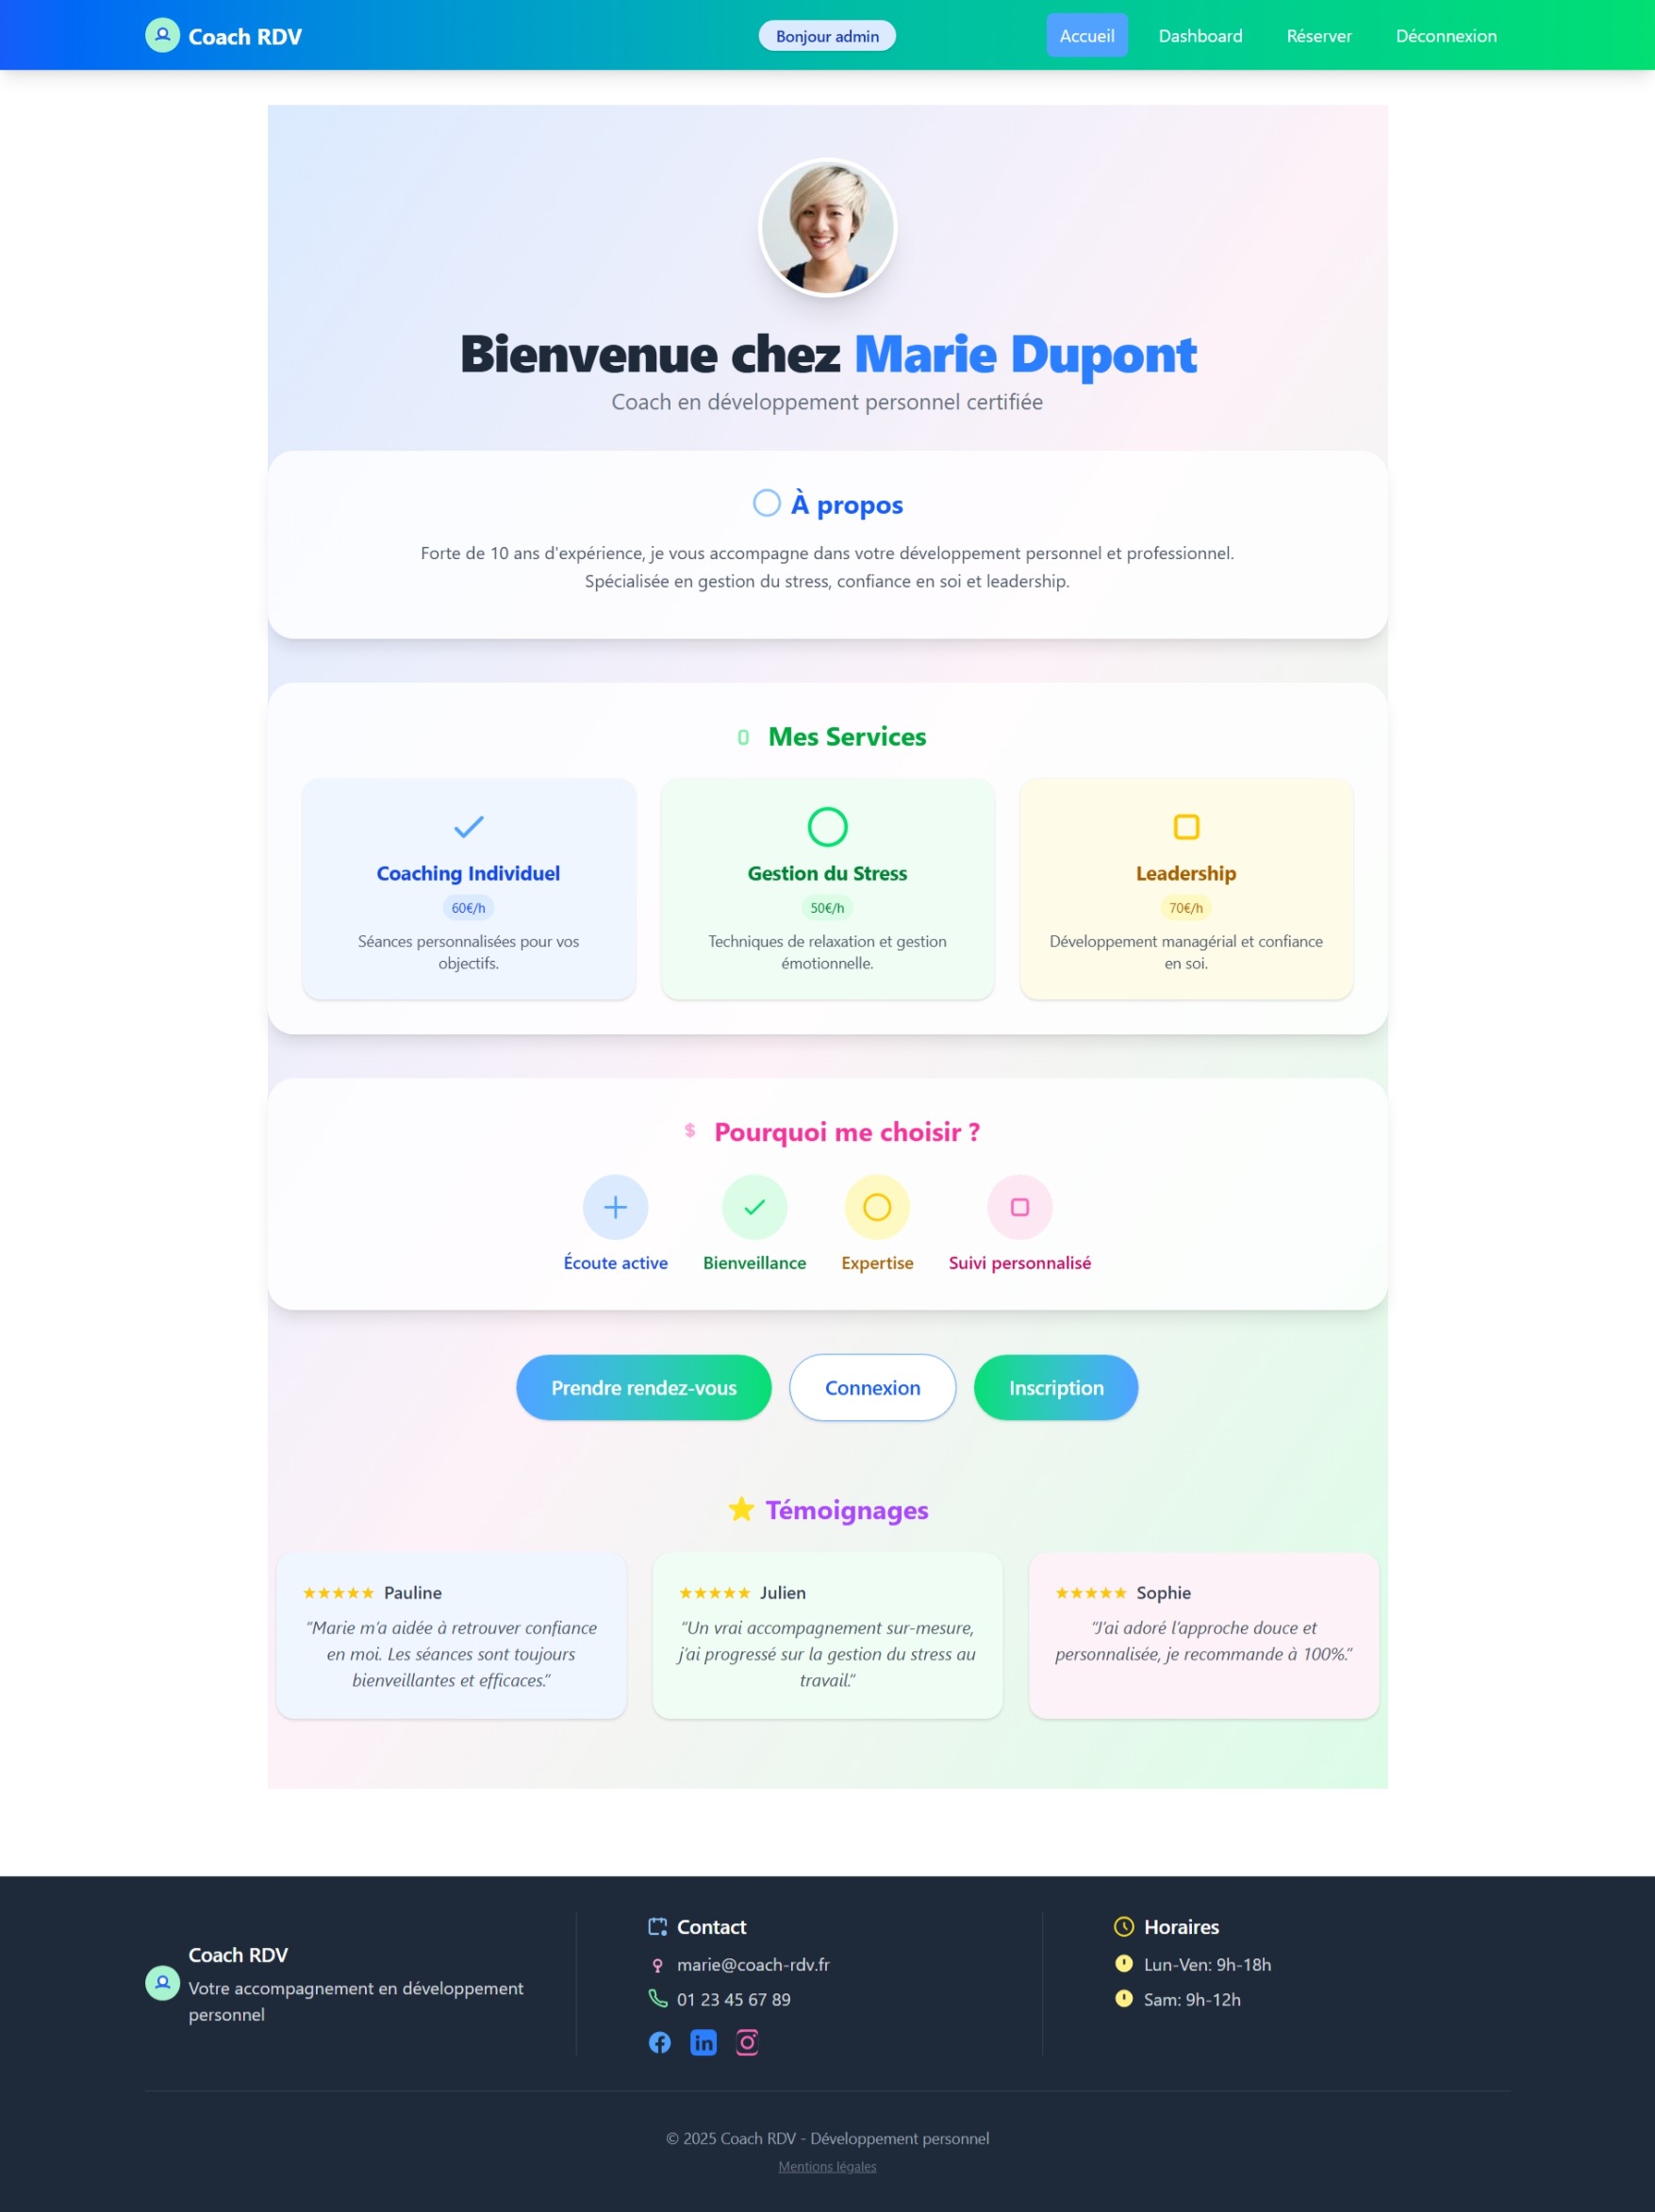 Coach RDV
Bonjour admin
Accueil
Dashboard
Réserver
Déconnexion
Bienvenue chez Marie Dupont
Coach en développement personnel certifiée
À propos
Forte de 10 ans d'expérience, je vous accompagne dans votre développement personnel et professionnel.
Spécialisée en gestion du stress, confiance en soi et leadership.
Mes Services
Coaching Individuel
60€/h
Séances personnalisées pour vos
objectifs.
Gestion du Stress
50€/h
Techniques de relaxation et gestion
émotionnelle.
Leadership
70€/h
Développement managérial et confiance
en soi.
$ Pourquoi me choisir ?
Écoute active
Bienveillance
Expertise
Suivi personnalisé
Prendre rendez-vous
Connexion
Inscription
Témoignages
★★★★★ Pauline
“Marie m’a aidée à retrouver confiance
en moi. Les séances sont toujours
bienveillantes et efficaces.”
★★★★★ Julien
“Un vrai accompagnement sur-mesure,
j’ai progressé sur la gestion du stress au
travail.”
★★★★★ Sophie
“J’ai adoré l’approche douce et
personnalisée, je recommande à 100%.”
Coach RDV
Votre accompagnement en développement
personnel
Contact
marie@coach-rdv.fr
01 23 45 67 89
in
Horaires
Lun-Ven: 9h-18h
Sam: 9h-12h
© 2025 Coach RDV - Développement personnel
Mentions légales